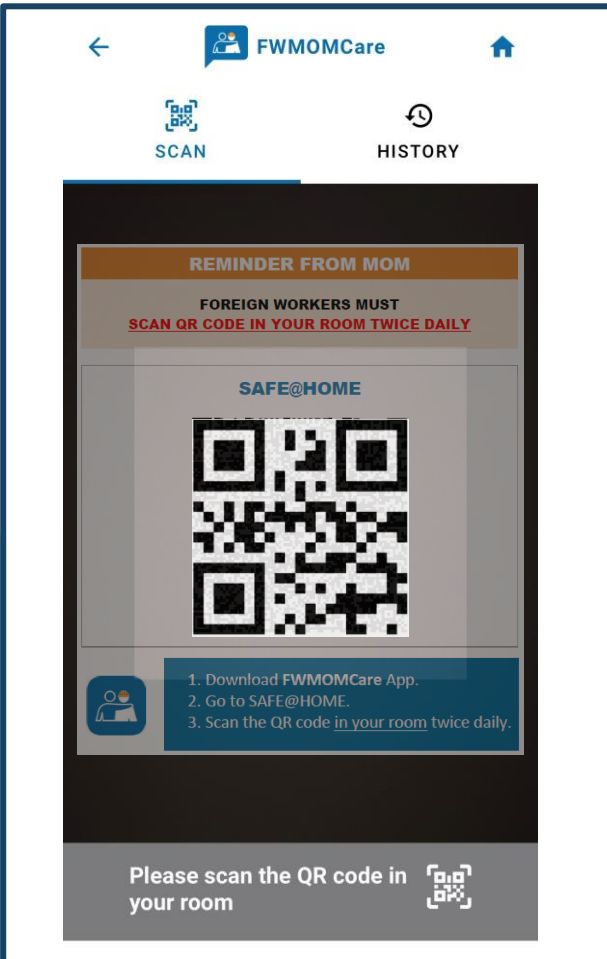 FWMOMCare
SCAN
HISTORY
REMINDER FROM MOM
FOREIGN WORKERS MUST
SCAN QR CODE IN YOUR ROOM TWICE DAILY
SAFE@HOME
1. Download FWMOMCare App.
2. Go to SAFE@HOME.
3. Scan the QR code in your room twice daily.
Please scan the QR code in
your room